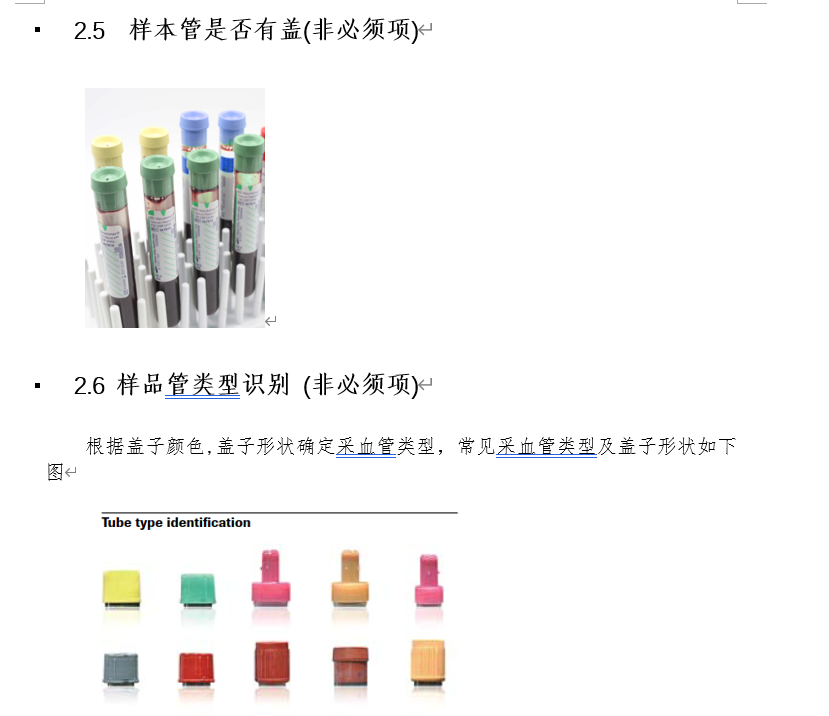 2.5 样本管是否有盖(非必须项)
2.6 样品管类型识别 (非必须项)
根据盖子颜色,盖子形状确定采血管类型，常见采血管类型及盖子形状如下
图
Tube type identification